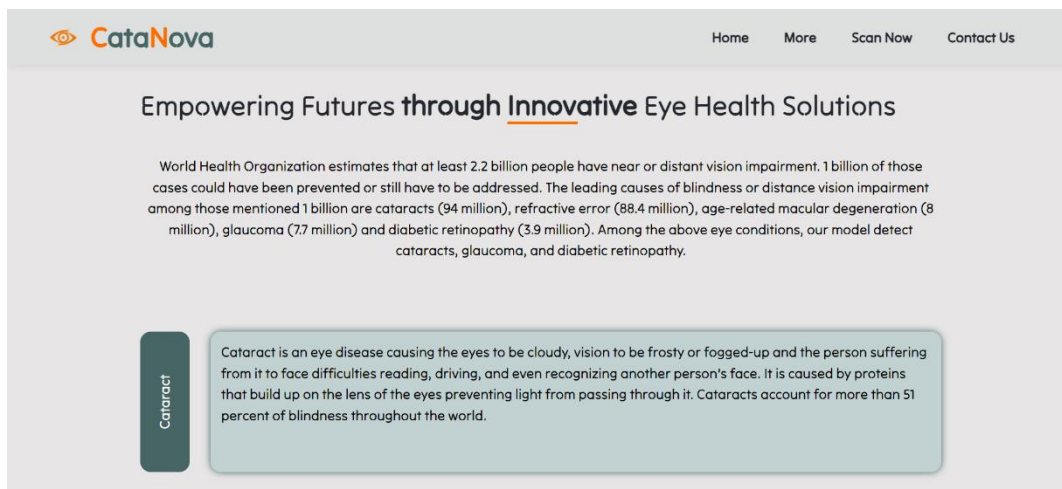 CataNova
Home More Scan Now Contact Us
Empowering Futures through Innovative Eye Health Solutions
World Health Organization estimates that at least 2.2 billion people have near or distant vision impairment. 1 billion of those
cases could have been prevented or still have to be addressed. The leading causes of blindness or distance vision impairment
among those mentioned 1 billion are cataracts (94 million), refractive error (88.4 million), age-related macular degeneration (8
million), glaucoma (7.7 million) and diabetic retinopathy (3.9 million). Among the above eye conditions, our model detect
cataracts, glaucoma, and diabetic retinopathy.
Cataract
Cataract is an eye disease causing the eyes to be cloudy, vision to be frosty or fogged-up and the person suffering
from it to face difficulties reading, driving, and even recognizing another person's face. It is caused by proteins
that build up on the lens of the eyes preventing light from passing through it. Cataracts account for more than 51
percent of blindness throughout the world.